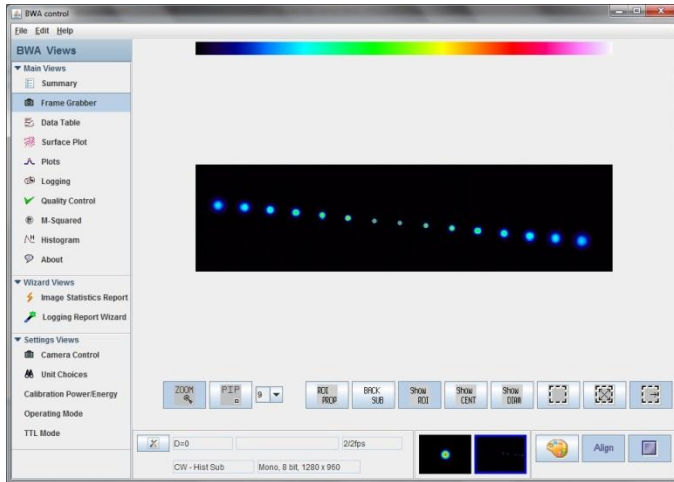 BWA control
File Edit Help
BWA Views
Main Views
Summary
Frame Grabber
Data Table
Surface Plot
Plots
Logging
Quality Control
M-Squared
Histogram
About
Wizard Views
Image Statistics Report
Logging Report Wizard
Settings Views
Camera Control
Unit Choices
Calibration Power/Energy
Operating Mode
TTL Mode
ZOOM
PIP
9
ROI PROP
BACK SUB
Show ROI
Show CENT
Show DIAM
D=0
2/2fps
CW - Hist Sub
Mono, 8 bit, 1280 x 960
Align